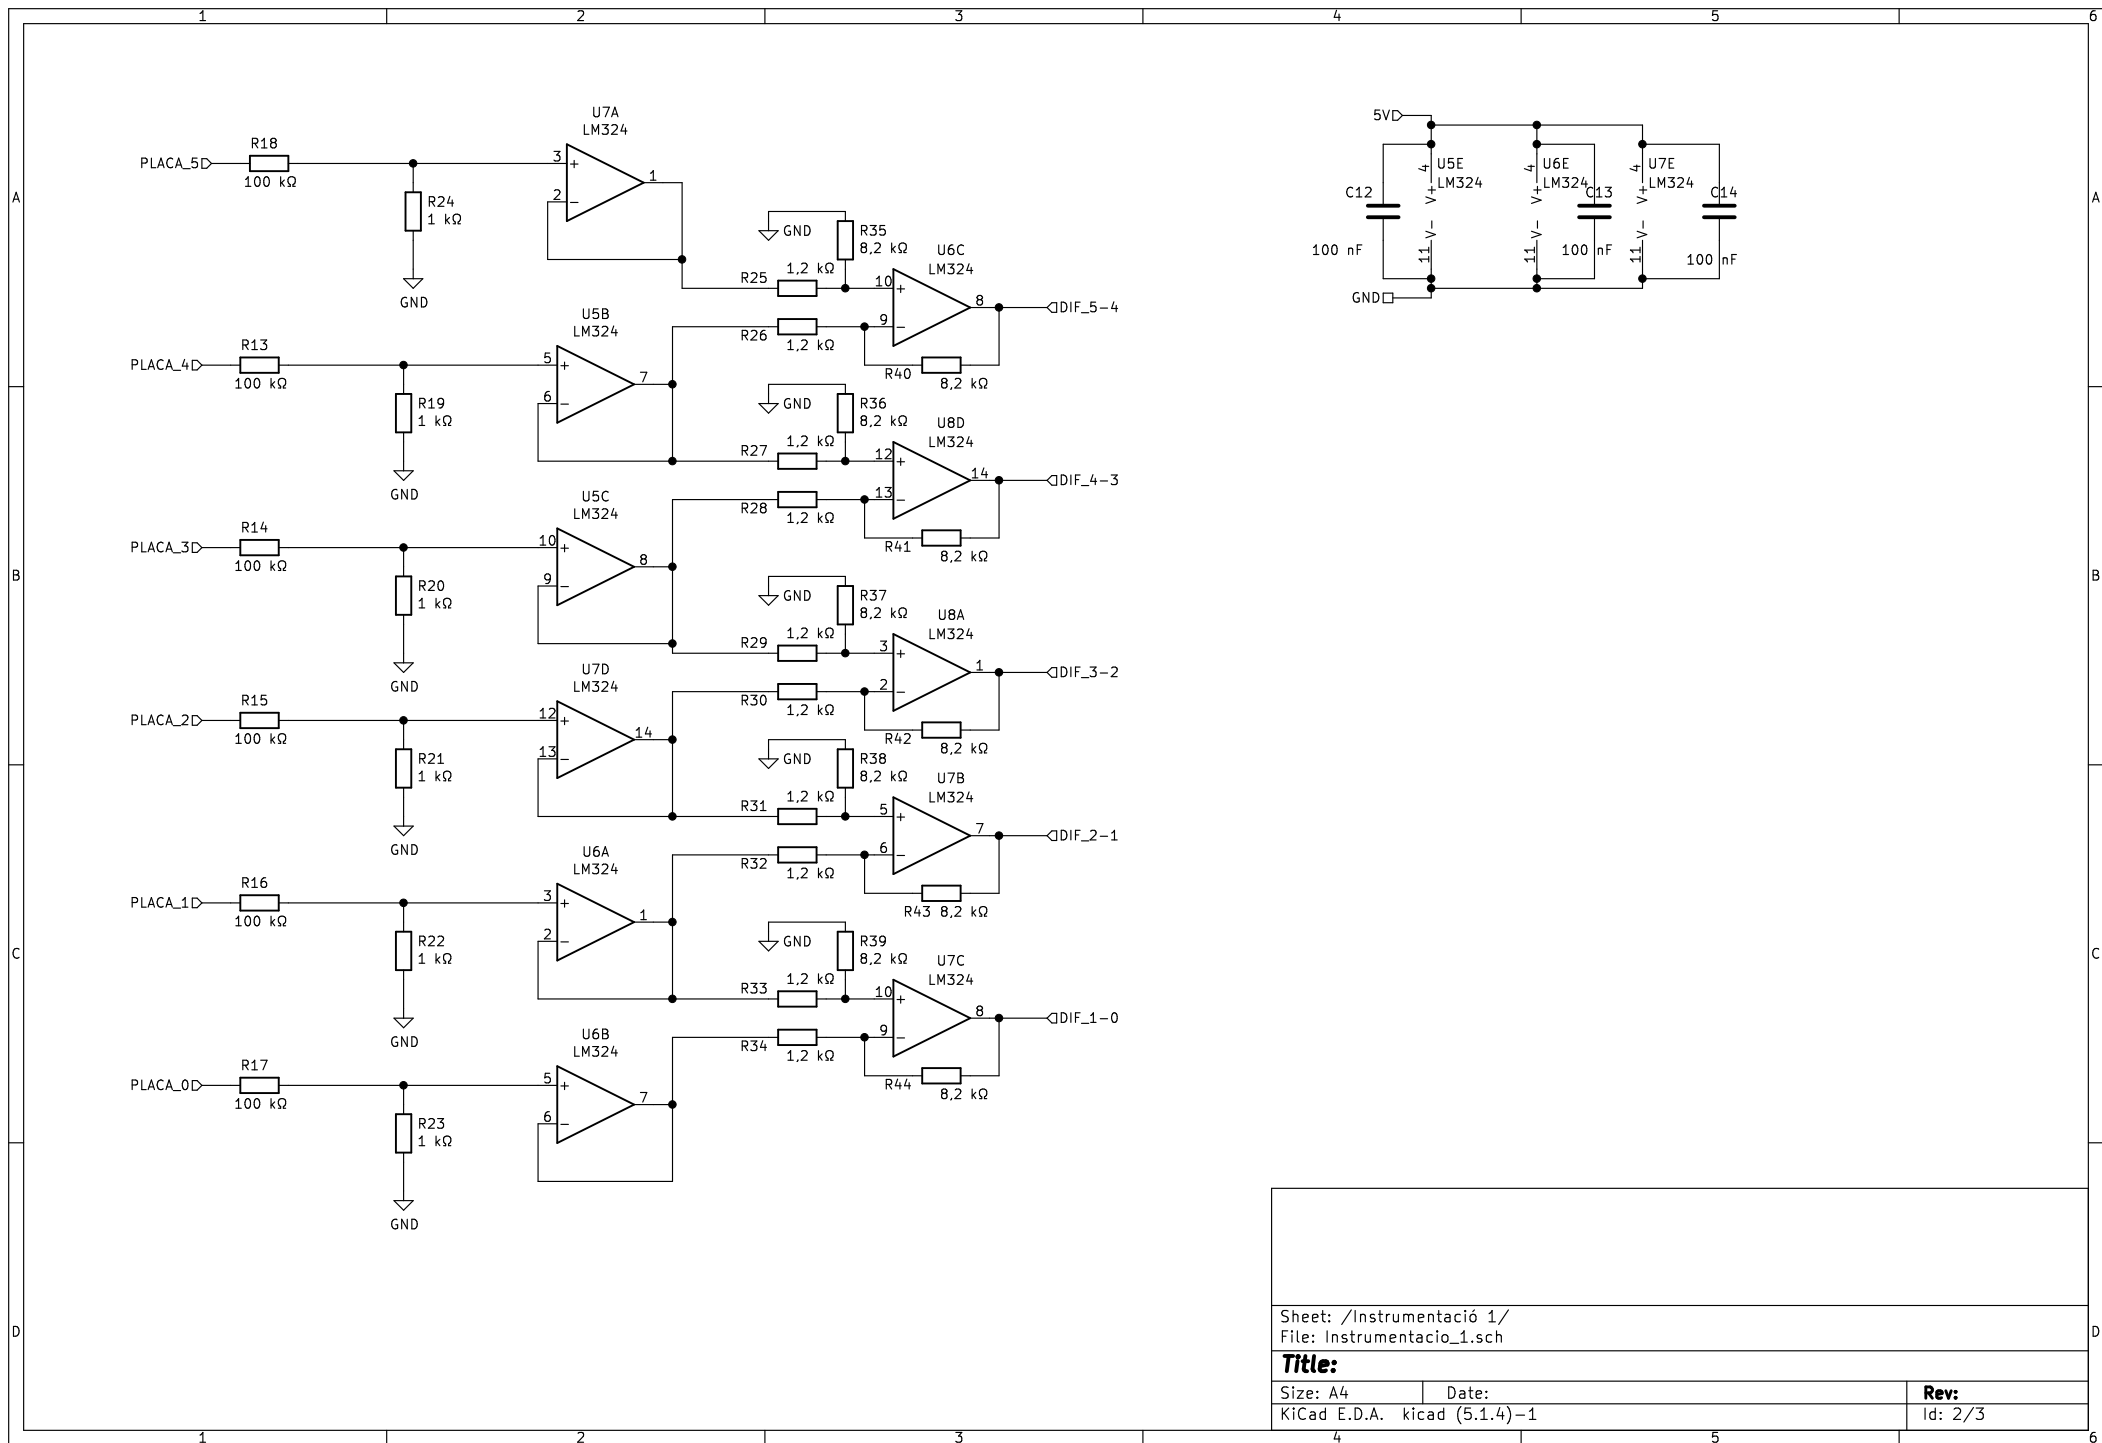 1 2 3 4 5 6
A
B
C
D
A
B
C
D
1 2 3 4 5 6
PLACA_5
R18
100 kΩ
R24
1 kΩ
GND
U7A
LM324
3
2
1
+
−
PLACA_4
R13
100 kΩ
R19
1 kΩ
GND
U5B
LM324
5
6
7
+
−
PLACA_3
R14
100 kΩ
R20
1 kΩ
GND
U5C
LM324
10
9
8
+
−
PLACA_2
R15
100 kΩ
R21
1 kΩ
GND
U7D
LM324
12
13
14
+
−
PLACA_1
R16
100 kΩ
R22
1 kΩ
GND
U6A
LM324
3
2
1
+
−
PLACA_0
R17
100 kΩ
R23
1 kΩ
GND
U6B
LM324
5
6
7
+
−
GND
R35
8,2 kΩ
R25
1,2 kΩ
R26
1,2 kΩ
U6C
LM324
10
9
8
+
−
R40
8,2 kΩ
DIF_5-4
GND
R36
8,2 kΩ
R27
1,2 kΩ
R28
1,2 kΩ
U8D
LM324
12
13
14
+
−
R41
8,2 kΩ
DIF_4-3
GND
R37
8,2 kΩ
R29
1,2 kΩ
R30
1,2 kΩ
U8A
LM324
3
2
1
+
−
R42
8,2 kΩ
DIF_3-2
GND
R38
8,2 kΩ
R31
1,2 kΩ
R32
1,2 kΩ
U7B
LM324
5
6
7
+
−
R43 8,2 kΩ
DIF_2-1
GND
R39
8,2 kΩ
R33
1,2 kΩ
R34
1,2 kΩ
U7C
LM324
10
9
8
+
−
R44
8,2 kΩ
DIF_1-0
5V
GND
C12
100 nF
U5E
LM324
4
V+
V-
11
U6E
LM324
4
V+
V-
11
C13
100 nF
U7E
LM324
4
V+
V-
11
C14
100 nF
Sheet: /Instrumentació 1/
File: Instrumentacio_1.sch
Title:
Size: A4 Date: Rev:
KiCad E.D.A. kicad (5.1.4)-1 Id: 2/3